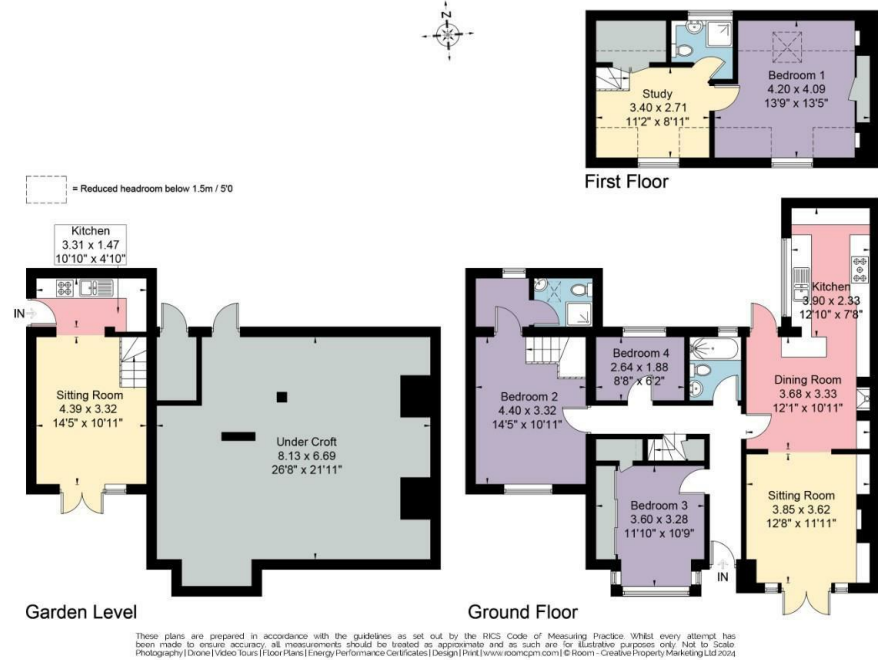 N
Bedroom 1
4.20 x 4.09
13'9" x 13'5"
Study
3.40 x 2.71
11'2" x 8'11"
First Floor
= Reduced headroom below 1.5m / 5'0
Kitchen
3.31 x 1.47
10'10" x 4'10"
IN
Sitting Room
4.39 x 3.32
14'5" x 10'11"
Under Croft
8.13 x 6.69
26'8" x 21'11"
Garden Level
Kitchen
3.90 x 2.33
12'10" x 7'8"
Bedroom 4
2.64 x 1.88
8'8" x 6'2"
Bedroom 2
4.40 x 3.32
14'5" x 10'11"
Dining Room
3.68 x 3.33
12'1" x 10'11"
Bedroom 3
3.60 x 3.28
11'10" x 10'9"
Sitting Room
3.85 x 3.62
12'8" x 11'11"
IN
Ground Floor
These plans are prepared in accordance with the guidelines as set out by the RICS Code of Measuring Practice. Whilst every attempt has
been made to ensure accuracy, all measurements should be treated as approximate and as such are for illustrative purposes only. Not to Scale
Photography | Drone | Video Tours | Floor Plans | Energy Performance Certificates | Design | Print | www.roomcpm.com | © Room - Creative Property Marketing Ltd 2024